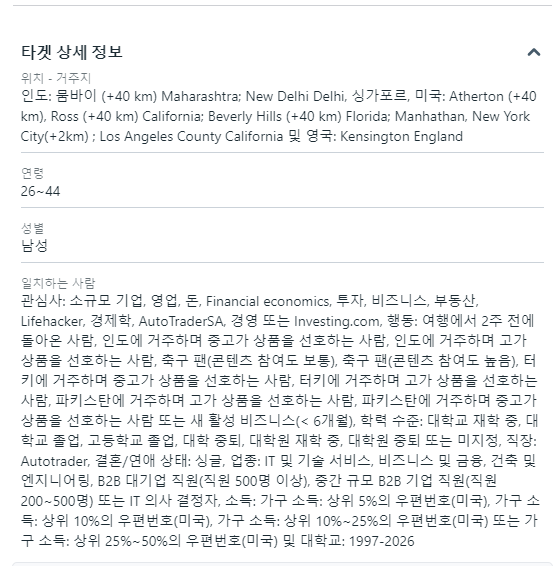 타겟 상세 정보
위치 - 거주지
인도: 뭄바이 (+40 km) Maharashtra; New Delhi Delhi, 싱가포르, 미국: Atherton (+40
km), Ross (+40 km) California; Beverly Hills (+40 km) Florida; Manhathan, New York
City(+2km) ; Los Angeles County California 및 영국: Kensington England
연령
26~44
성별
남성
일치하는 사람
관심사: 소규모 기업, 영업, 돈, Financial economics, 투자, 비즈니스, 부동산,
Lifehacker, 경제학, AutoTraderSA, 경영 또는 Investing.com, 행동: 여행에서 2주 전에
돌아온 사람, 인도에 거주하며 중고가 상품을 선호하는 사람, 인도에 거주하며 고가
상품을 선호하는 사람, 축구 팬(콘텐츠 참여도 보통), 축구 팬(콘텐츠 참여도 높음), 터
키에 거주하며 중고가 상품을 선호하는 사람, 터키에 거주하며 고가 상품을 선호하는
사람, 파키스탄에 거주하며 고가 상품을 선호하는 사람, 파키스탄에 거주하며 중고가
상품을 선호하는 사람 또는 새 활성 비즈니스(< 6개월), 학력 수준: 대학교 재학 중, 대
학교 졸업, 고등학교 졸업, 대학 중퇴, 대학원 재학 중, 대학원 중퇴 또는 미지정, 직장:
Autotrader, 결혼/연애 상태: 싱글, 업종: IT 및 기술 서비스, 비즈니스 및 금융, 건축 및
엔지니어링, B2B 대기업 직원(직원 500명 이상), 중간 규모 B2B 기업 직원(직원
200~500명) 또는 IT 의사 결정자, 소득: 가구 소득: 상위 5%의 우편번호(미국), 가구 소
득: 상위 10%의 우편번호(미국), 가구 소득: 상위 10%~25%의 우편번호(미국) 또는 가
구 소득: 상위 25%~50%의 우편번호(미국) 및 대학교: 1997-2026